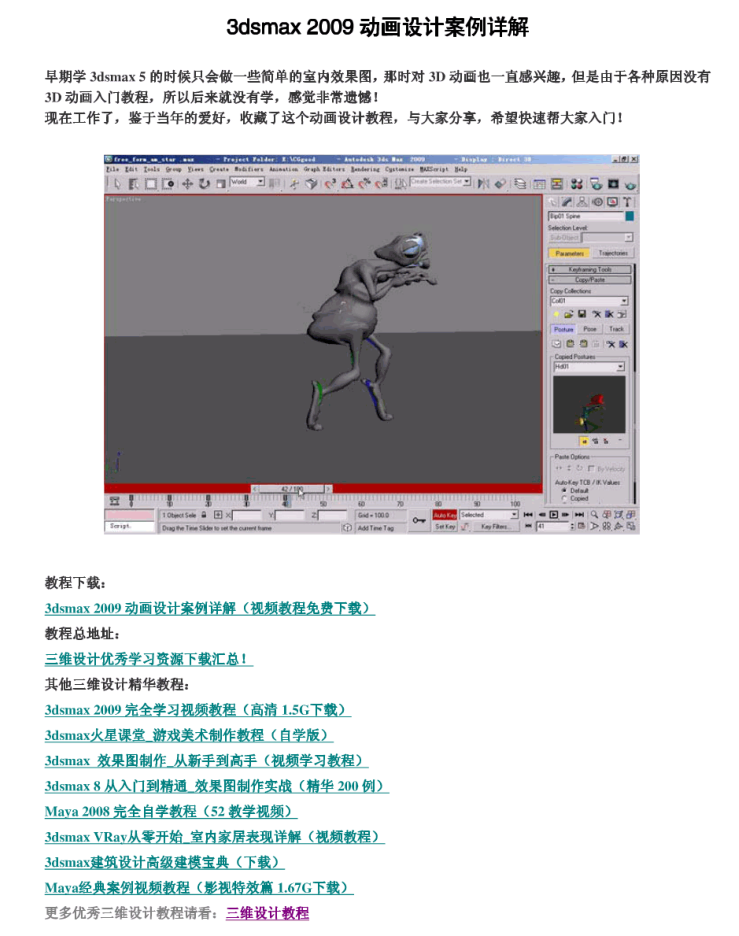 3dsmax 2009 动画设计案例详解
早期学 3dsmax 5 的时候只会做一些简单的室内效果图，那时对 3D 动画也一直感兴趣，但是由于各种原因没有
3D 动画入门教程，所以后来就没有学，感觉非常遗憾！
现在工作了，鉴于当年的爱好，收藏了这个动画设计教程，与大家分享，希望快速帮大家入门！
free_form_um_star .max - Project Folder: E:\CGgood - Autodesk 3ds Max 2009 - Display : Direct 3D
File Edit Tools Group Views Create Modifiers Animation Graph Editors Rendering Customize MAXScript Help
World
Create Selection Set
Perspective
Bip01 Spine
Selection Level:
Sub-Object
Parameters Trajectories
+ Keyframing Tools
- Copy/Paste
Copy Collections
Col01
Posture Pose Track
Copied Postures
Hd01
Paste Options
By Velocity
Auto-Key TCB / IK Values
Default
Copied
42 / 100
0 10 20 30 40 50 60 70 80 90 100
1 Object Sele X: Y: Z: Grid = 100.0 Auto Key Selected
Script. Drag the Time Slider to set the current frame Add Time Tag Set Key Key Filters... 41
教程下载：
3dsmax 2009 动画设计案例详解（视频教程免费下载）
教程总地址：
三维设计优秀学习资源下载汇总！
其他三维设计精华教程：
3dsmax 2009 完全学习视频教程（高清 1.5G下载）
3dsmax火星课堂_游戏美术制作教程（自学版）
3dsmax 效果图制作_从新手到高手（视频学习教程）
3dsmax 8 从入门到精通_效果图制作实战（精华 200 例）
Maya 2008 完全自学教程（52 教学视频）
3dsmax VRay从零开始_室内家居表现详解（视频教程）
3dsmax建筑设计高级建模宝典（下载）
Maya经典案例视频教程（影视特效篇 1.67G下载）
更多优秀三维设计教程请看：三维设计教程